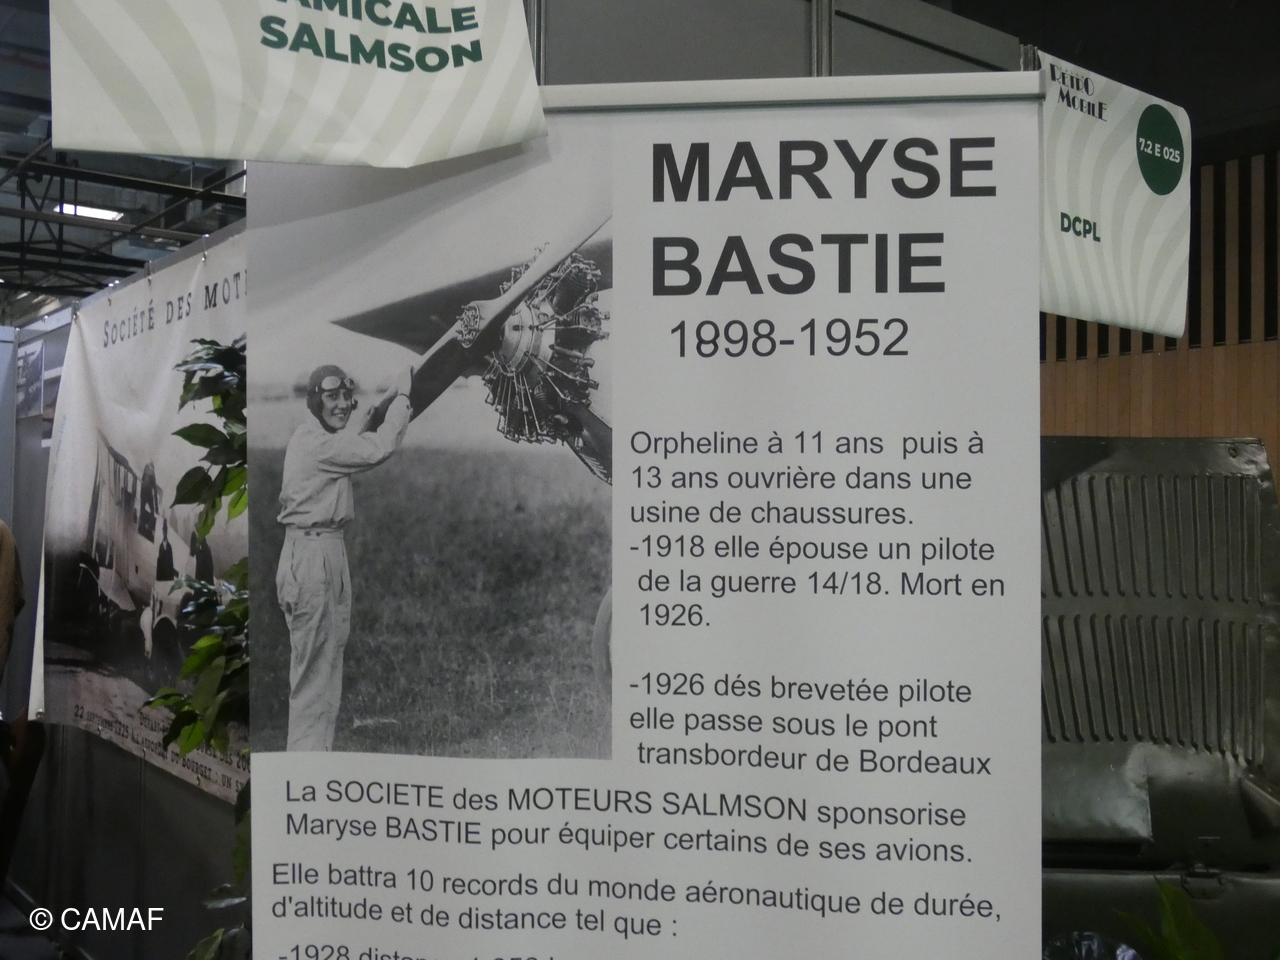 AMICALE
SALMSON
RÉTRO
MOBILE
7.2 E 025
DCPL
SOCIÉTÉ DES MOT
MARYSE
BASTIE
1898-1952
Orpheline à 11 ans puis à
13 ans ouvrière dans une
usine de chaussures.
-1918 elle épouse un pilote
de la guerre 14/18. Mort en
1926.
-1926 dés brevetée pilote
elle passe sous le pont
transbordeur de Bordeaux
La SOCIETE des MOTEURS SALMSON sponsorise
Maryse BASTIE pour équiper certains de ses avions.
Elle battra 10 records du monde aéronautique de durée,
d'altitude et de distance tel que :
-1928
© CAMAF